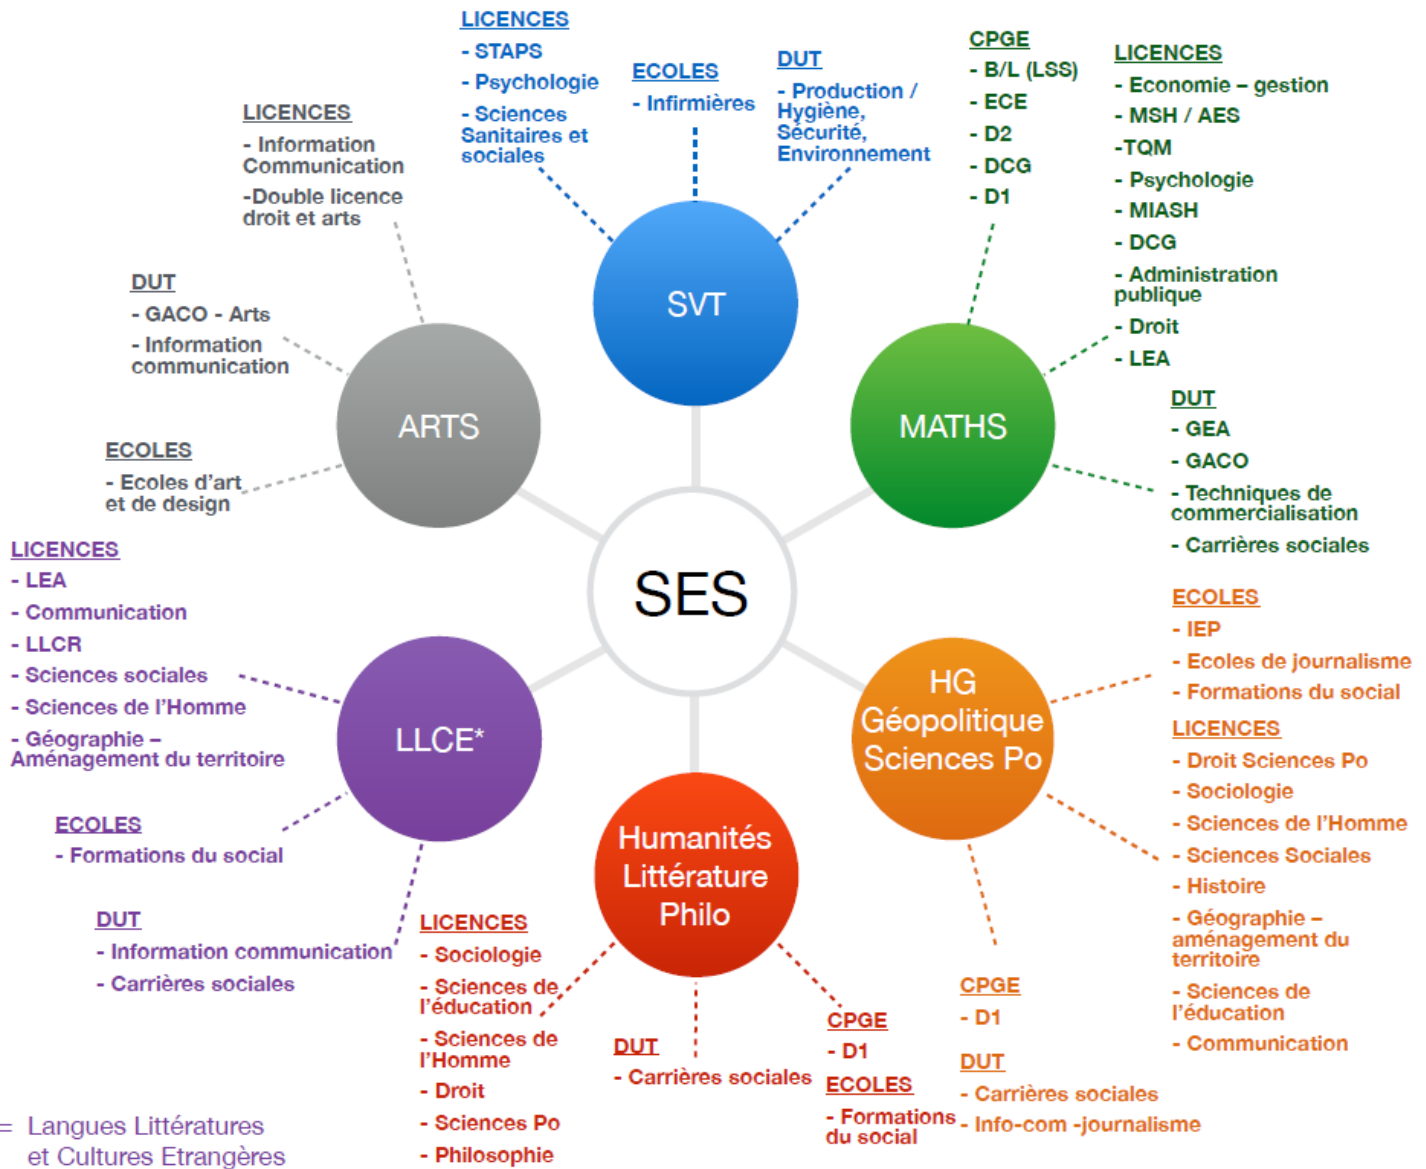 LICENCES
- STAPS
- Psychologie
- Sciences
Sanitaires et
sociales
ECOLES
- Infirmières
DUT
- Production /
Hygiène,
Sécurité,
Environnement
CPGE
- B/L (LSS)
- ECE
- D2
- DCG
- D1
LICENCES
- Economie – gestion
- MSH / AES
-TQM
- Psychologie
- MIASH
- DCG
- Administration
publique
- Droit
- LEA
LICENCES
- Information
Communication
-Double licence
droit et arts
DUT
- GACO - Arts
- Information
communication
ECOLES
- Ecoles d'art
et de design
SVT
ARTS
MATHS
DUT
- GEA
- GACO
- Techniques de
commercialisation
- Carrières sociales
SES
LICENCES
- LEA
- Communication
- LLCR
- Sciences sociales
- Sciences de l'Homme
- Géographie –
Aménagement du territoire
LLCE*
ECOLES
- Formations du social
DUT
- Information communication
- Carrières sociales
HG
Géopolitique
Sciences Po
ECOLES
- IEP
- Ecoles de journalisme
- Formations du social
LICENCES
- Droit Sciences Po
- Sociologie
- Sciences de l'Homme
- Sciences Sociales
- Histoire
- Géographie –
aménagement du
territoire
- Sciences de
l'éducation
- Communication
Humanités
Littérature
Philo
LICENCES
- Sociologie
- Sciences de
l'éducation
- Sciences de
l'Homme
- Droit
- Sciences Po
- Philosophie
DUT
- Carrières sociales
CPGE
- D1
ECOLES
- Formations
du social
CPGE
- D1
DUT
- Carrières sociales
- Info-com -journalisme
= Langues Littératures
et Cultures Etrangères